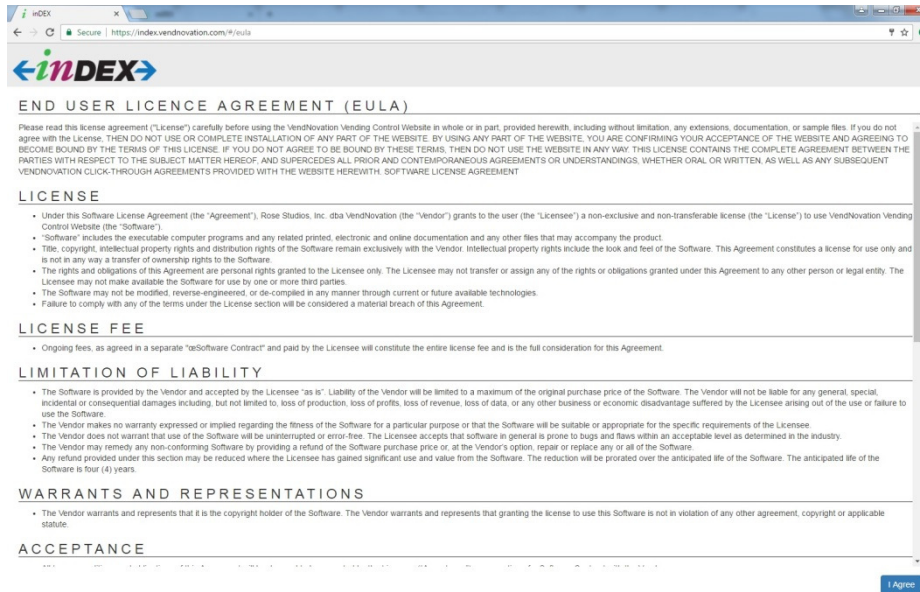 inDEX
Secure | https://index.vendnovation.com/#/eula
inDEX
END USER LICENCE AGREEMENT (EULA)
Please read this license agreement ("License") carefully before using the VendNovation Vending Control Website in whole or in part, provided herewith, including without limitation, any extensions, documentation, or sample files. If you do not
agree with the License, THEN DO NOT USE OR COMPLETE INSTALLATION OF ANY PART OF THE WEBSITE. BY USING ANY PART OF THE WEBSITE, YOU ARE CONFIRMING YOUR ACCEPTANCE OF THE WEBSITE AND AGREEING TO
BECOME BOUND BY THE TERMS OF THIS LICENSE. IF YOU DO NOT AGREE TO BE BOUND BY THESE TERMS, THEN DO NOT USE THE WEBSITE IN ANY WAY. THIS LICENSE CONTAINS THE COMPLETE AGREEMENT BETWEEN THE
PARTIES WITH RESPECT TO THE SUBJECT MATTER HEREOF, AND SUPERCEDES ALL PRIOR AND CONTEMPORANEOUS AGREEMENTS OR UNDERSTANDINGS, WHETHER ORAL OR WRITTEN, AS WELL AS ANY SUBSEQUENT
VENDNOVATION CLICK-THROUGH AGREEMENTS PROVIDED WITH THE WEBSITE HEREWITH. SOFTWARE LICENSE AGREEMENT
LICENSE
• Under this Software License Agreement (the "Agreement"), Rose Studios, Inc. dba VendNovation (the "Vendor") grants to the user (the "Licensee") a non-exclusive and non-transferable license (the "License") to use VendNovation Vending
Control Website (the "Software").
• "Software" includes the executable computer programs and any related printed, electronic and online documentation and any other files that may accompany the product.
• Title, copyright, intellectual property rights and distribution rights of the Software remain exclusively with the Vendor. Intellectual property rights include the look and feel of the Software. This Agreement constitutes a license for use only and
is not in any way a transfer of ownership rights to the Software.
• The rights and obligations of this Agreement are personal rights granted to the Licensee only. The Licensee may not transfer or assign any of the rights or obligations granted under this Agreement to any other person or legal entity. The
Licensee may not make available the Software for use by one or more third parties.
• The Software may not be modified, reverse-engineered, or de-compiled in any manner through current or future available technologies.
• Failure to comply with any of the terms under the License section will be considered a material breach of this Agreement.
LICENSE FEE
• Ongoing fees, as agreed in a separate "œSoftware Contract" and paid by the Licensee will constitute the entire license fee and is the full consideration for this Agreement.
LIMITATION OF LIABILITY
• The Software is provided by the Vendor and accepted by the Licensee "as is". Liability of the Vendor will be limited to a maximum of the original purchase price of the Software. The Vendor will not be liable for any general, special,
incidental or consequential damages including, but not limited to, loss of production, loss of profits, loss of revenue, loss of data, or any other business or economic disadvantage suffered by the Licensee arising out of the use or failure to
use the Software.
• The Vendor makes no warranty expressed or implied regarding the fitness of the Software for a particular purpose or that the Software will be suitable or appropriate for the specific requirements of the Licensee.
• The Vendor does not warrant that use of the Software will be uninterrupted or error-free. The Licensee accepts that software in general is prone to bugs and flaws within an acceptable level as determined in the industry.
• The Vendor may remedy any non-conforming Software by providing a refund of the Software purchase price or, at the Vendor's option, repair or replace any or all of the Software.
• Any refund provided under this section may be reduced where the Licensee has gained significant use and value from the Software. The reduction will be prorated over the anticipated life of the Software. The anticipated life of the
Software is four (4) years.
WARRANTS AND REPRESENTATIONS
• The Vendor warrants and represents that it is the copyright holder of the Software. The Vendor warrants and represents that granting the license to use this Software is not in violation of any other agreement, copyright or applicable
statute.
ACCEPTANCE
I Agree